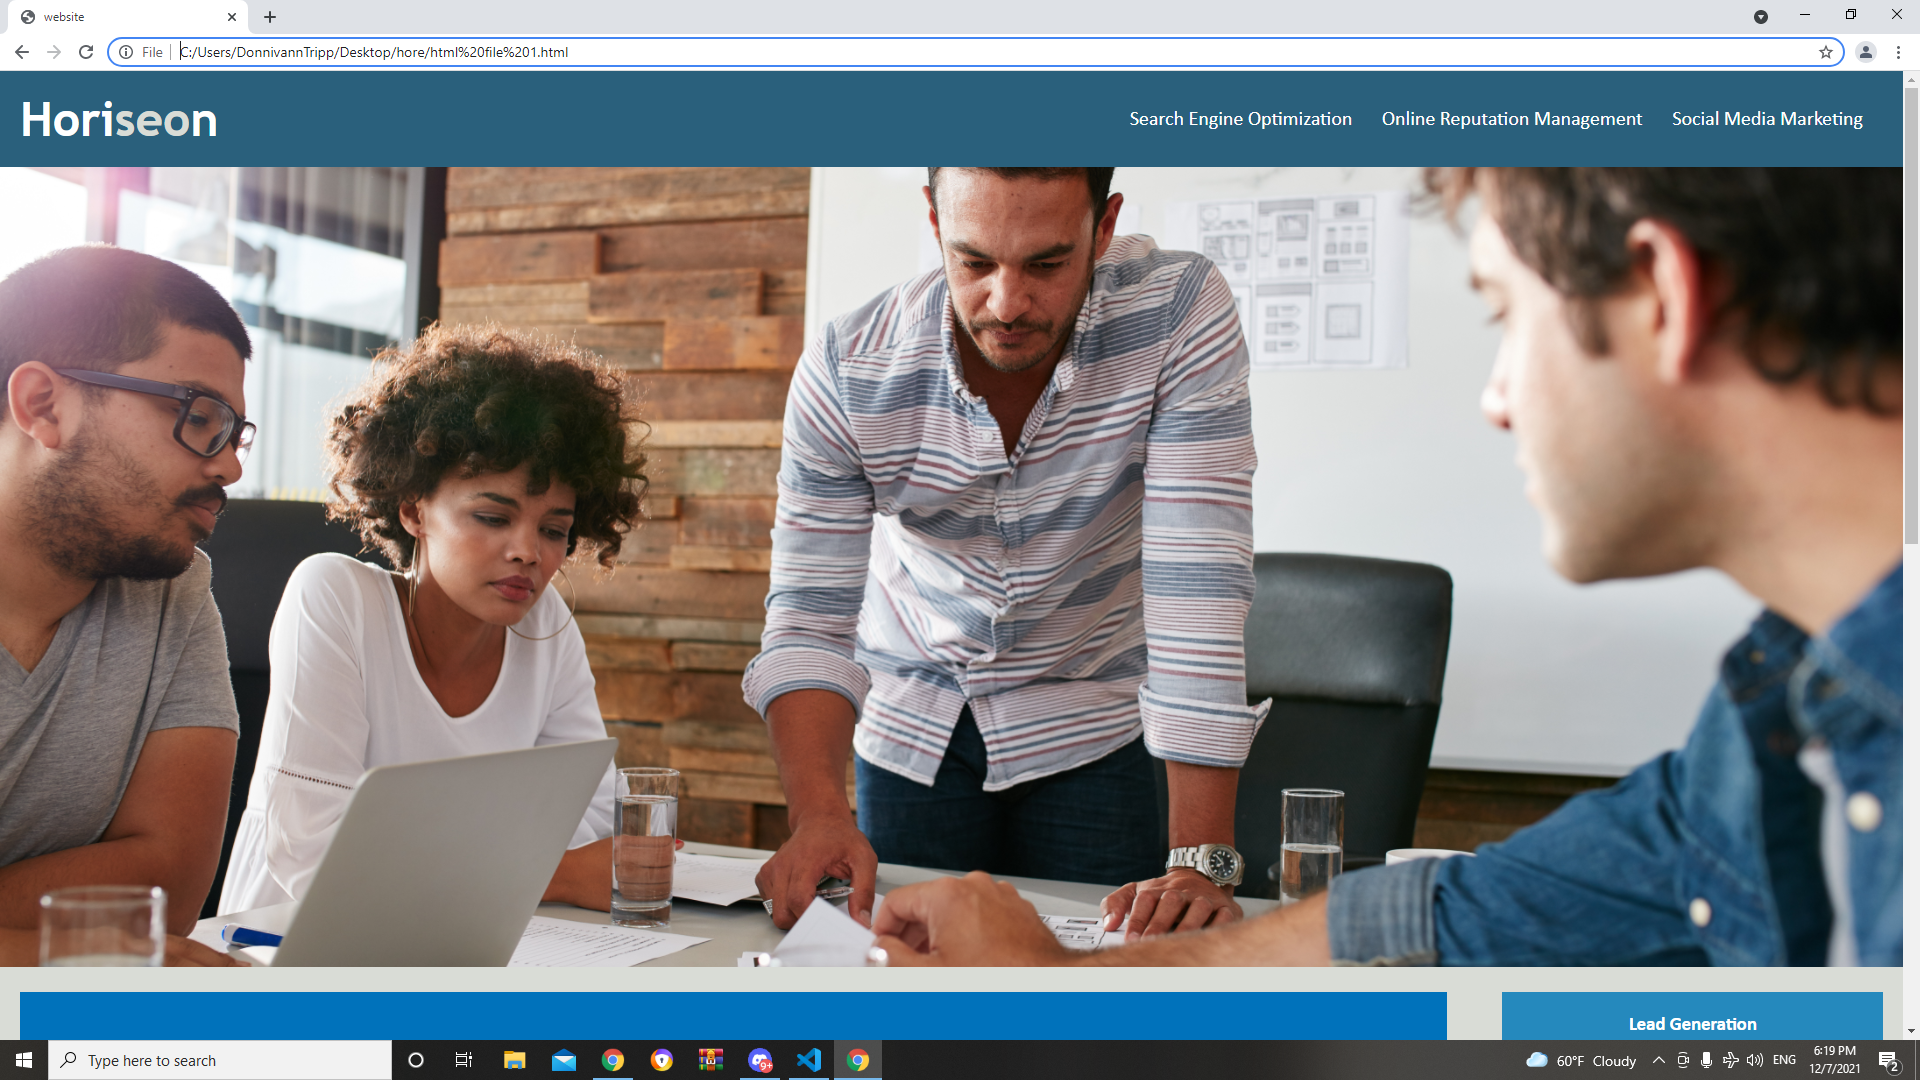 website
File
C:/Users/DonnivannTripp/Desktop/hore/html%20file%201.html
Horiseon
Search Engine Optimization
Online Reputation Management
Social Media Marketing
Lead Generation
Type here to search
9+
60°F Cloudy
ENG
6:19 PM
12/7/2021
2